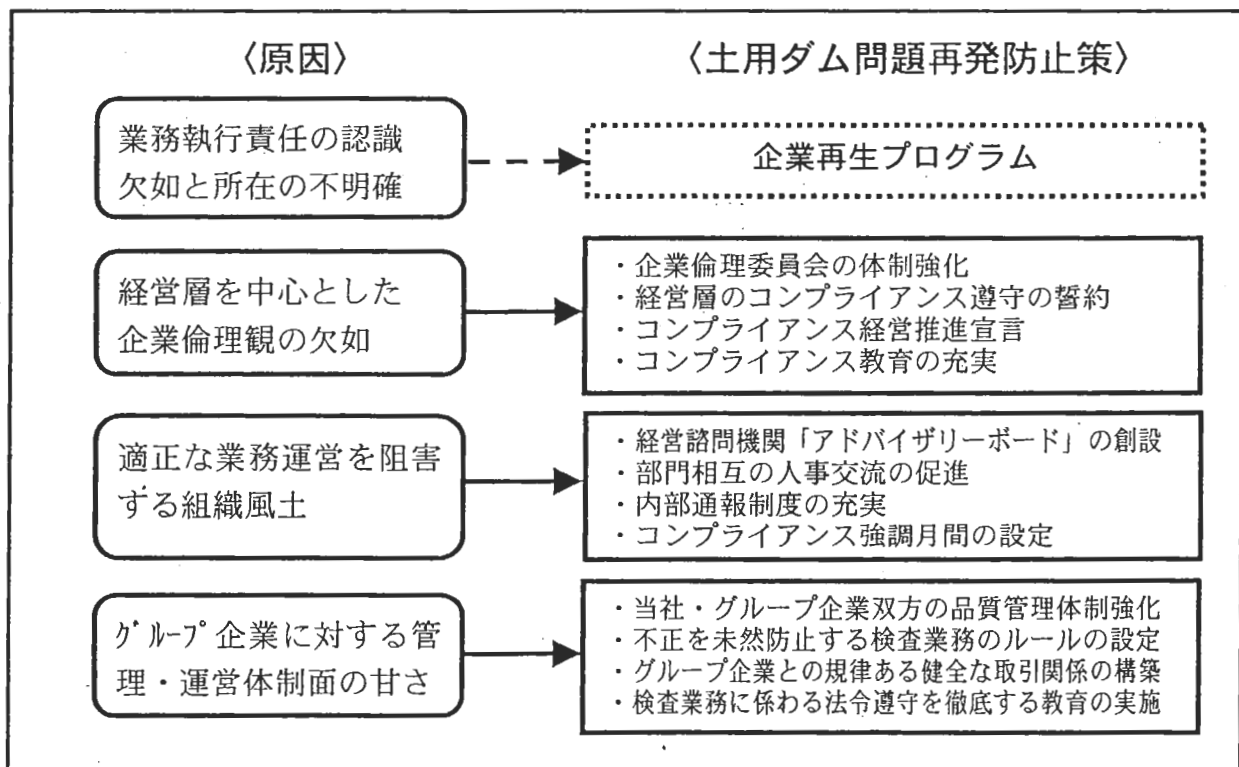 〈原因〉
〈土用ダム問題再発防止策〉
業務執行責任の認識
欠如と所在の不明確
企業再生プログラム
経営層を中心とした
企業倫理観の欠如
・企業倫理委員会の体制強化
・経営層のコンプライアンス遵守の誓約
・コンプライアンス経営推進宣言
・コンプライアンス教育の充実
適正な業務運営を阻害
する組織風土
・経営諮問機関「アドバイザリーボード」の創設
・部門相互の人事交流の促進
・内部通報制度の充実
・コンプライアンス強調月間の設定
グループ企業に対する管
理・運営体制面の甘さ
・当社・グループ企業双方の品質管理体制強化
・不正を未然防止する検査業務のルールの設定
・グループ企業との規律ある健全な取引関係の構築
・検査業務に係わる法令遵守を徹底する教育の実施